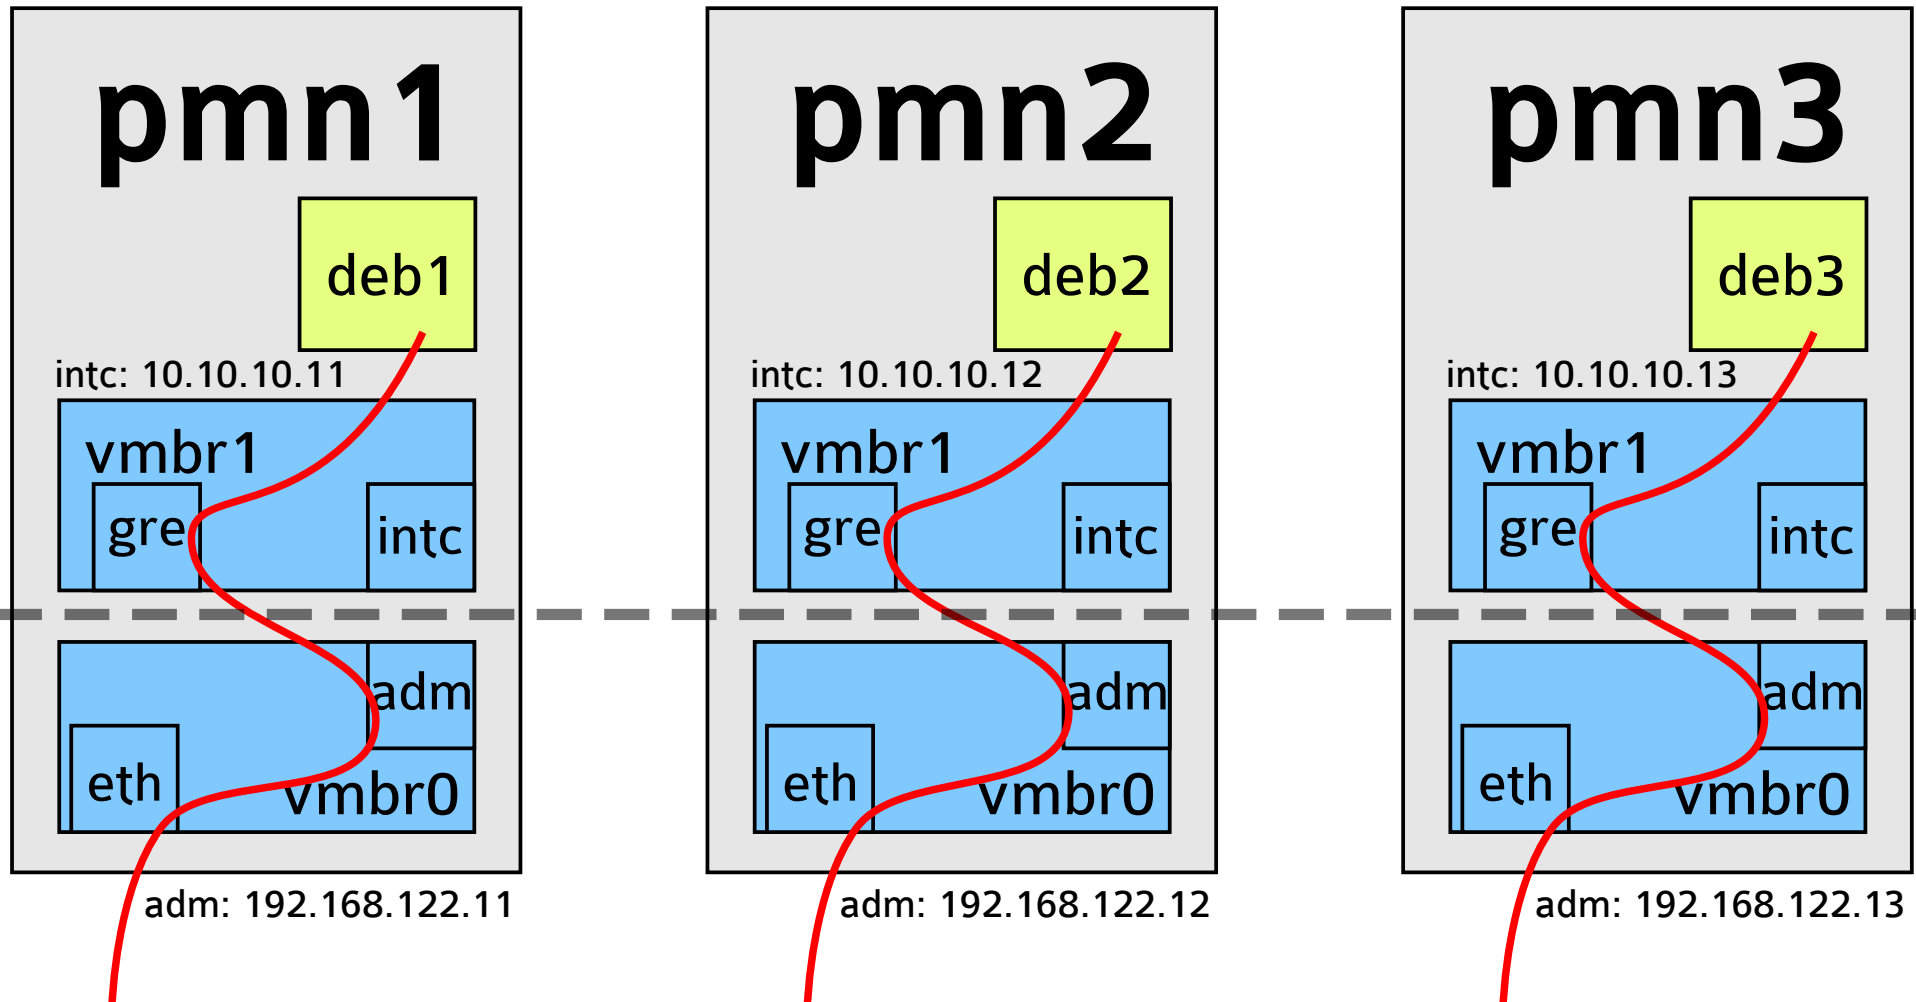 pmn1
deb1
intc: 10.10.10.11
vmbr1
gre
intc
adm
eth
vmbr0
adm: 192.168.122.11
pmn2
deb2
intc: 10.10.10.12
vmbr1
gre
intc
adm
eth
vmbr0
adm: 192.168.122.12
pmn3
deb3
intc: 10.10.10.13
vmbr1
gre
intc
adm
eth
vmbr0
adm: 192.168.122.13